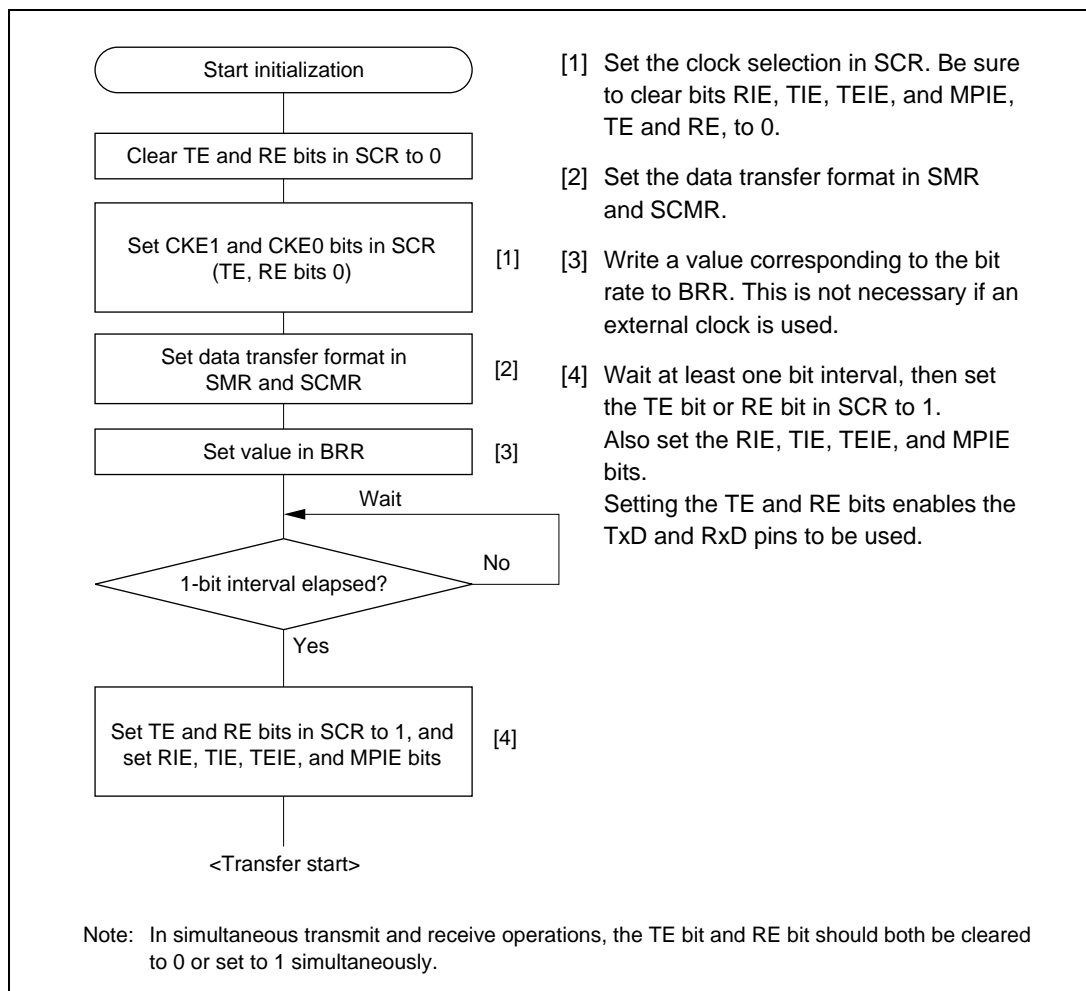 Start initialization
Clear TE and RE bits in SCR to 0
Set CKE1 and CKE0 bits in SCR
(TE, RE bits 0)
[1]
Set data transfer format in
SMR and SCMR
[2]
Set value in BRR
[3]
Wait
No
1-bit interval elapsed?
Yes
Set TE and RE bits in SCR to 1, and
set RIE, TIE, TEIE, and MPIE bits
[4]
<Transfer start>
[1] Set the clock selection in SCR. Be sure
to clear bits RIE, TIE, TEIE, and MPIE,
TE and RE, to 0.
[2] Set the data transfer format in SMR
and SCMR.
[3] Write a value corresponding to the bit
rate to BRR. This is not necessary if an
external clock is used.
[4] Wait at least one bit interval, then set
the TE bit or RE bit in SCR to 1.
Also set the RIE, TIE, TEIE, and MPIE
bits.
Setting the TE and RE bits enables the
TxD and RxD pins to be used.
Note: In simultaneous transmit and receive operations, the TE bit and RE bit should both be cleared
to 0 or set to 1 simultaneously.